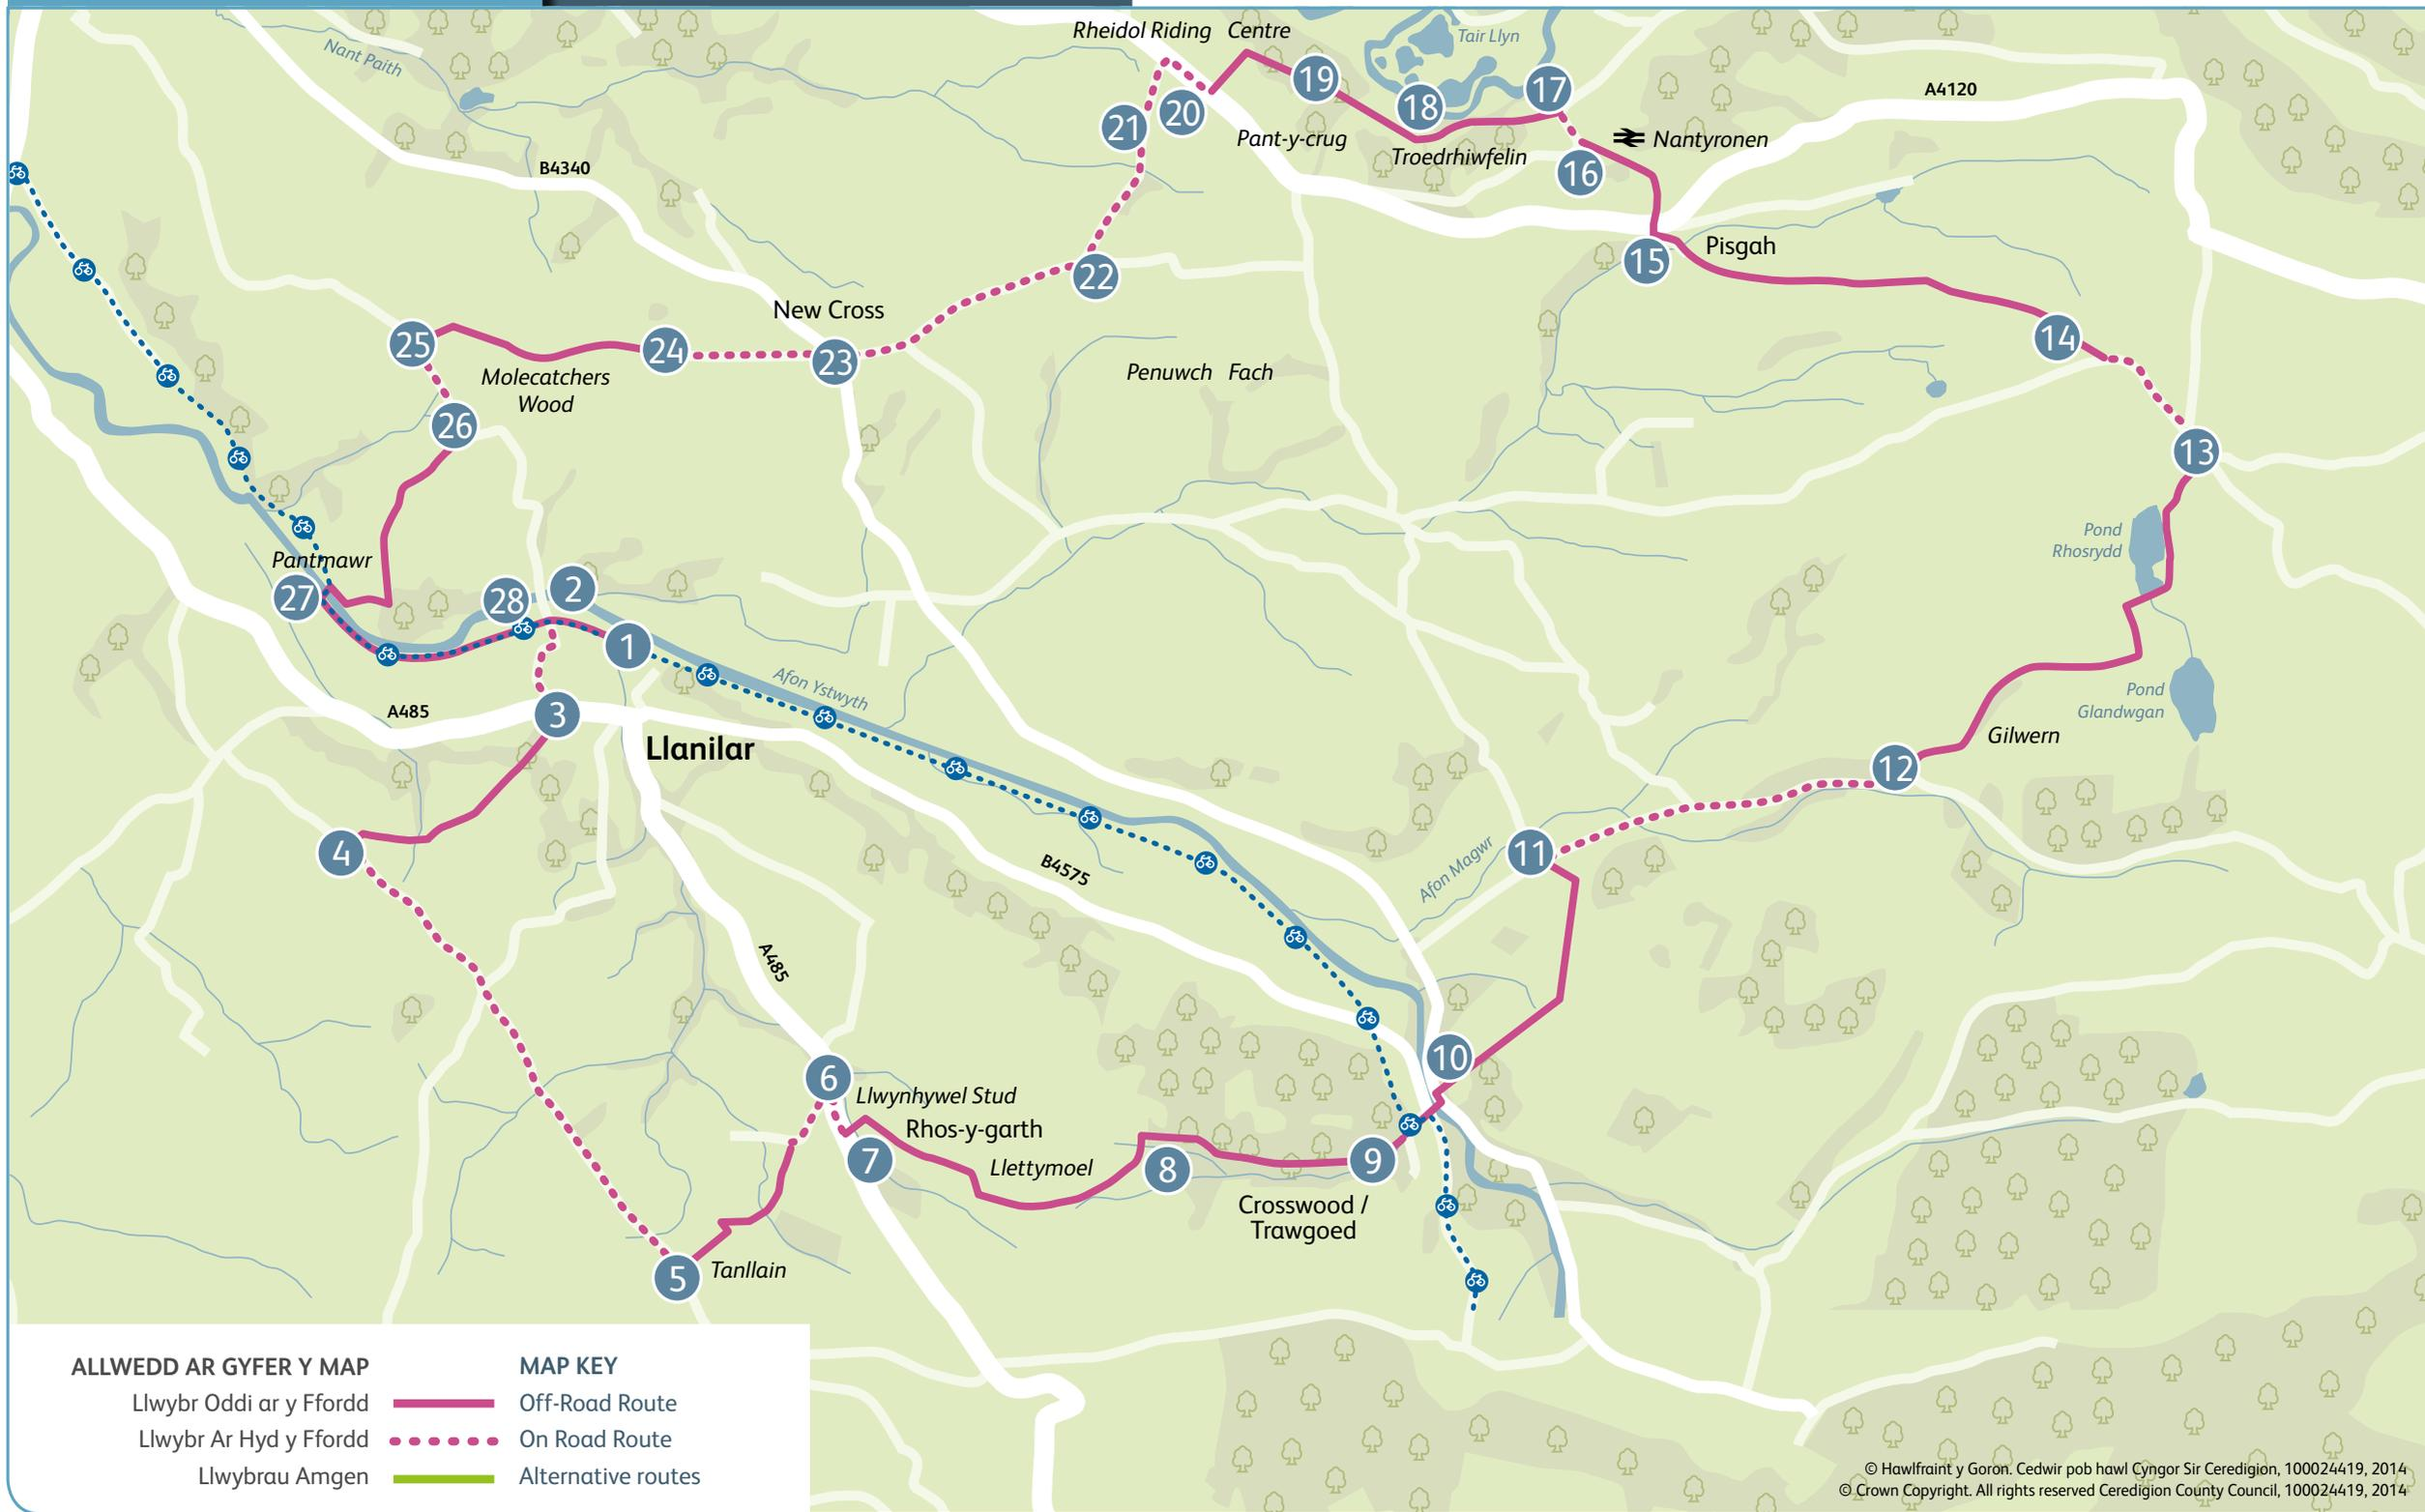 Rheidol Riding Centre
Tair Llyn
Nant Paith
19
17
A4120
18
20
21
Pant-y-crug
Nantyronen
Troedrhiwfelin
B4340
16
Pisgah
15
22
New Cross
25
24
23
14
Molecatchers
Wood
Penuwch Fach
26
13
Pond
Rhosrydd
Pantmawr
27
28
2
1
Afon Ystwyth
A485
3
Llanilar
Pond
Glandwgan
Gilwern
12
4
11
B4575
Afon Magwr
A485
10
6
Llwynhywel Stud
Rhos-y-garth
7
Llettymoel
8
9
Crosswood /
Trawgoed
5
Tanllain
ALLWEDD AR GYFER Y MAP MAP KEY
Llwybr Oddi ar y Ffordd Off-Road Route
Llwybr Ar Hyd y Ffordd On Road Route
Llwybrau Amgen Alternative routes
© Hawlfraint y Goron. Cedwir pob hawl Cyngor Sir Ceredigion, 100024419, 2014
© Crown Copyright. All rights reserved Ceredigion County Council, 100024419, 2014